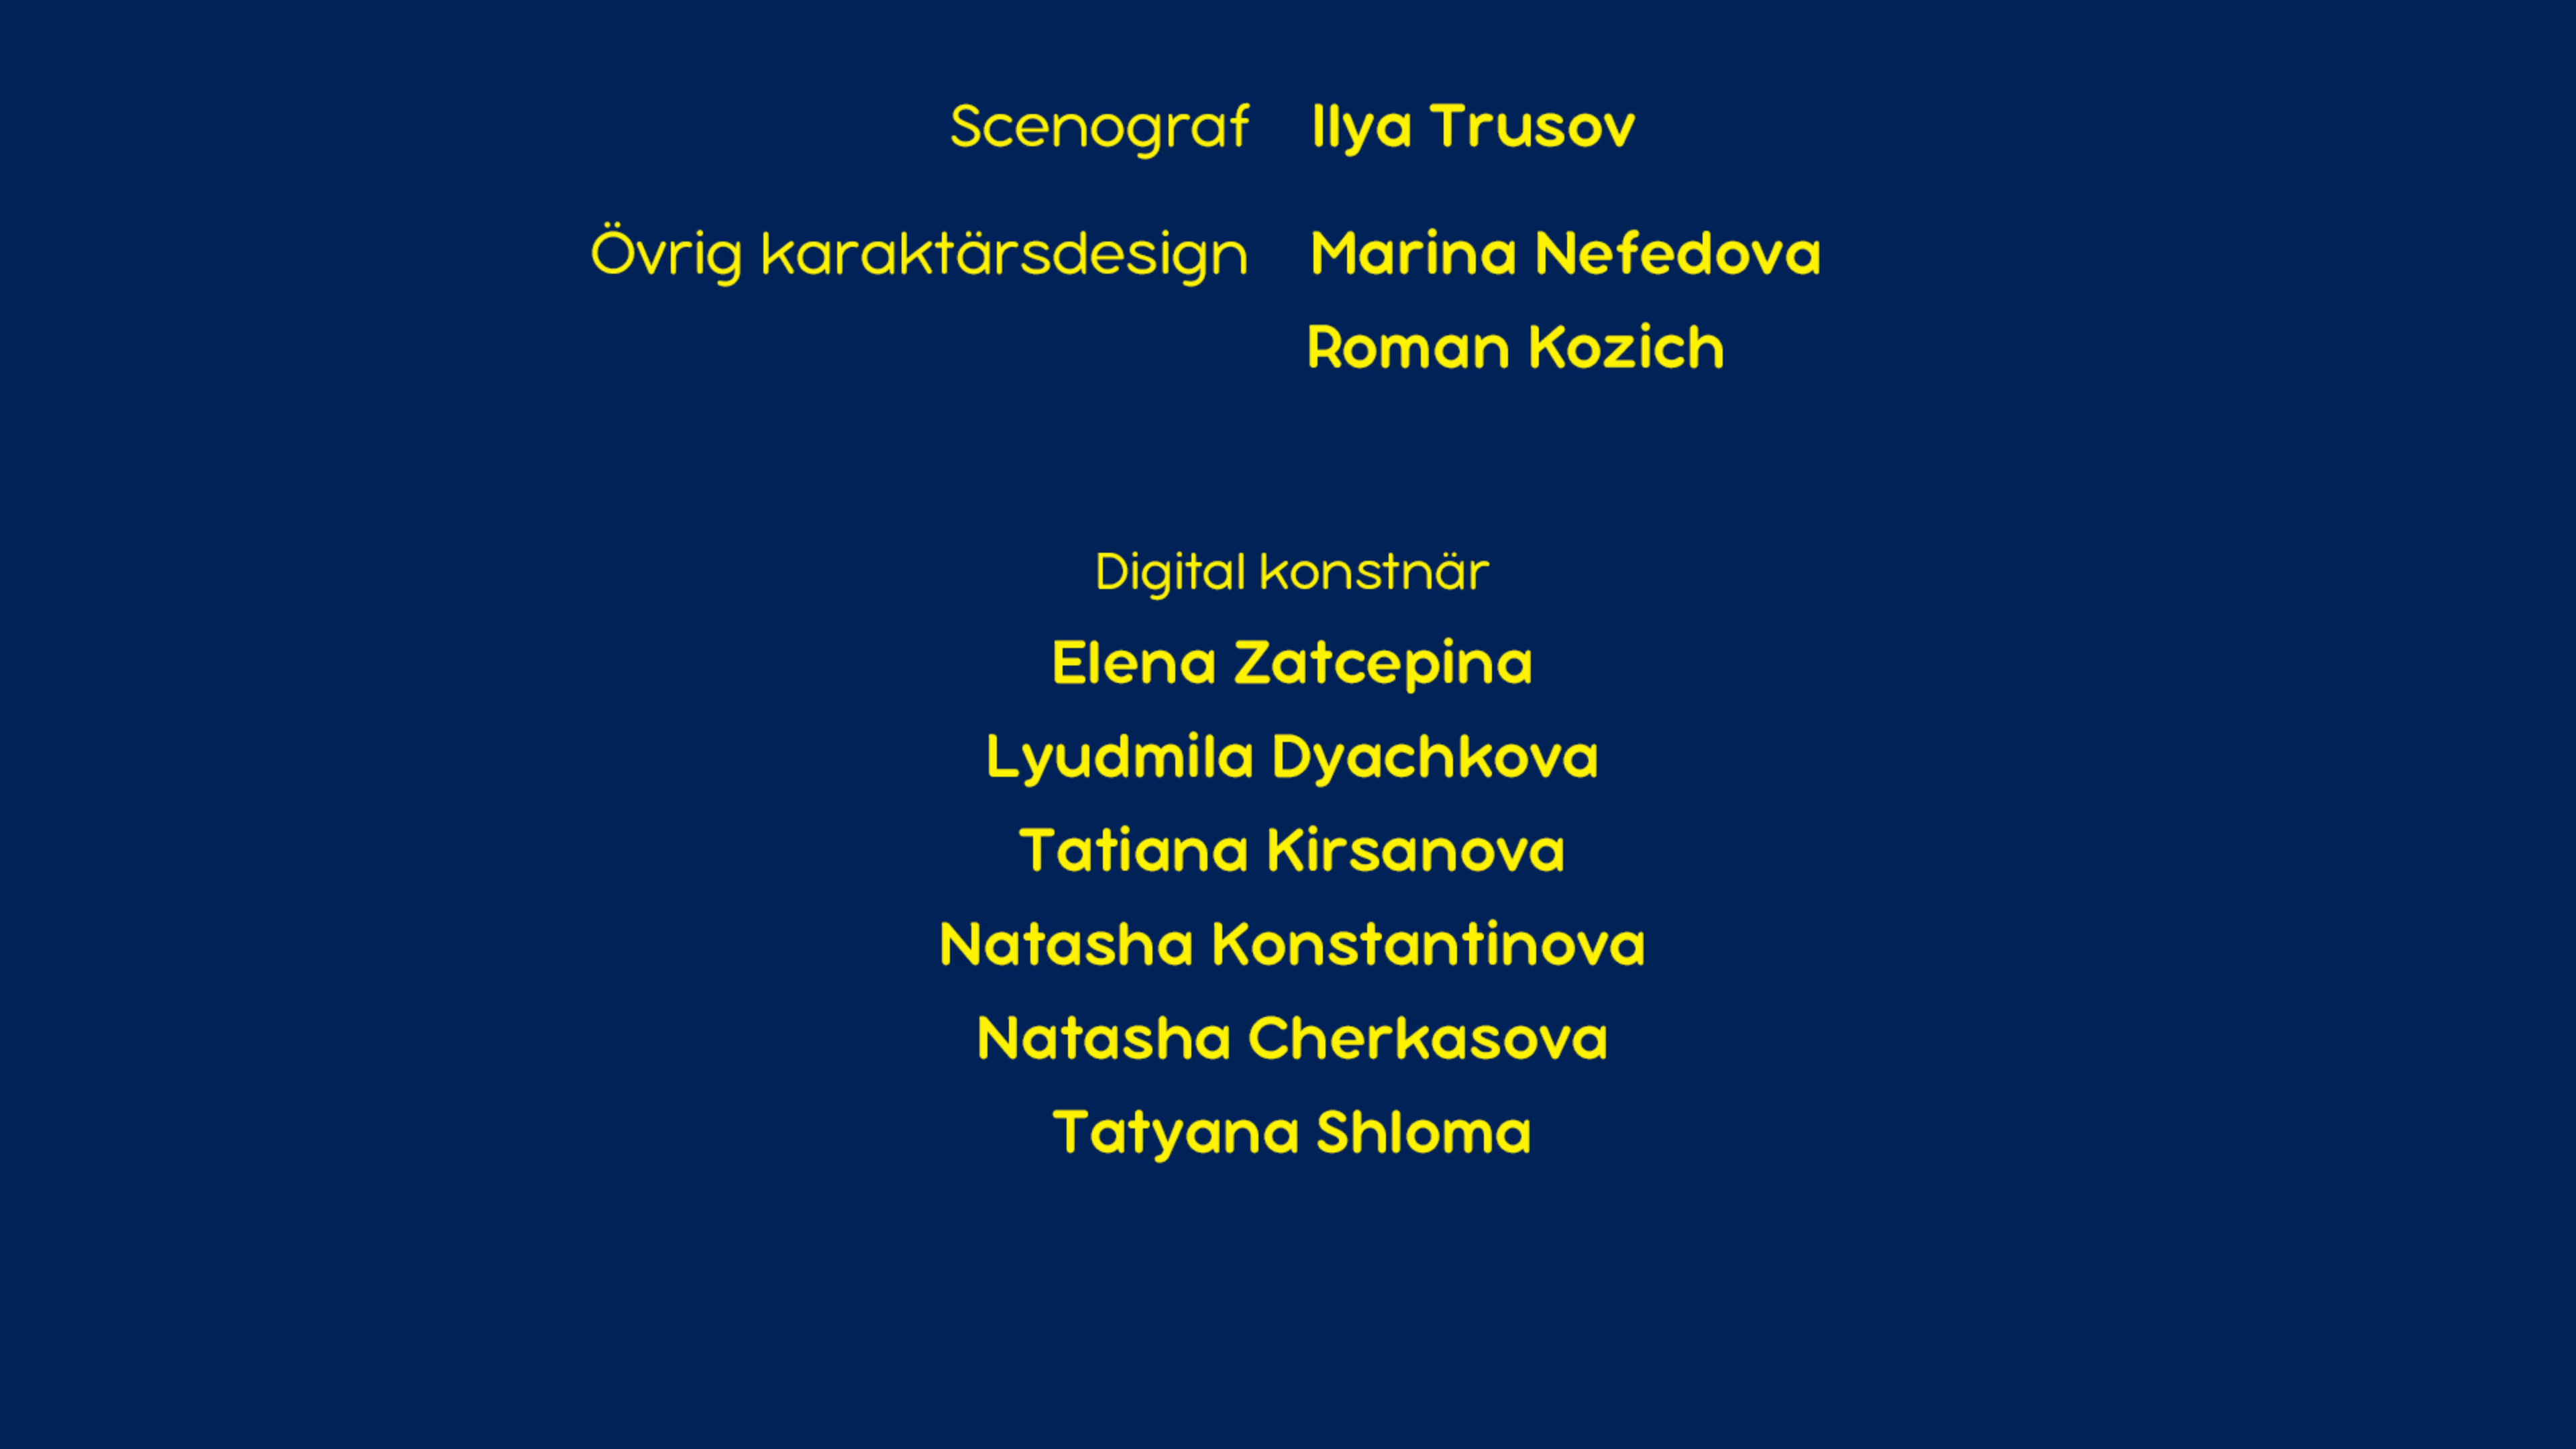 Scenograf Ilya Trusov
Övrig karaktärsdesign Marina Nefedova
Roman Kozich
Digital konstnär
Elena Zatcepina
Lyudmila Dyachkova
Tatiana Kirsanova
Natasha Konstantinova
Natasha Cherkasova
Tatyana Shloma